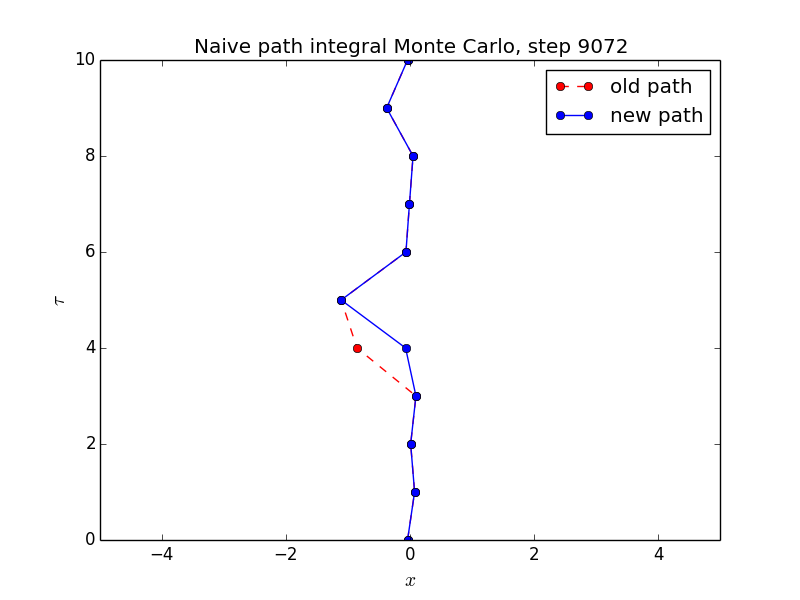 Naive path integral Monte Carlo, step 9072
10
old path
new path
8
6
τ
4
2
0
−4 −2 0 2 4
x